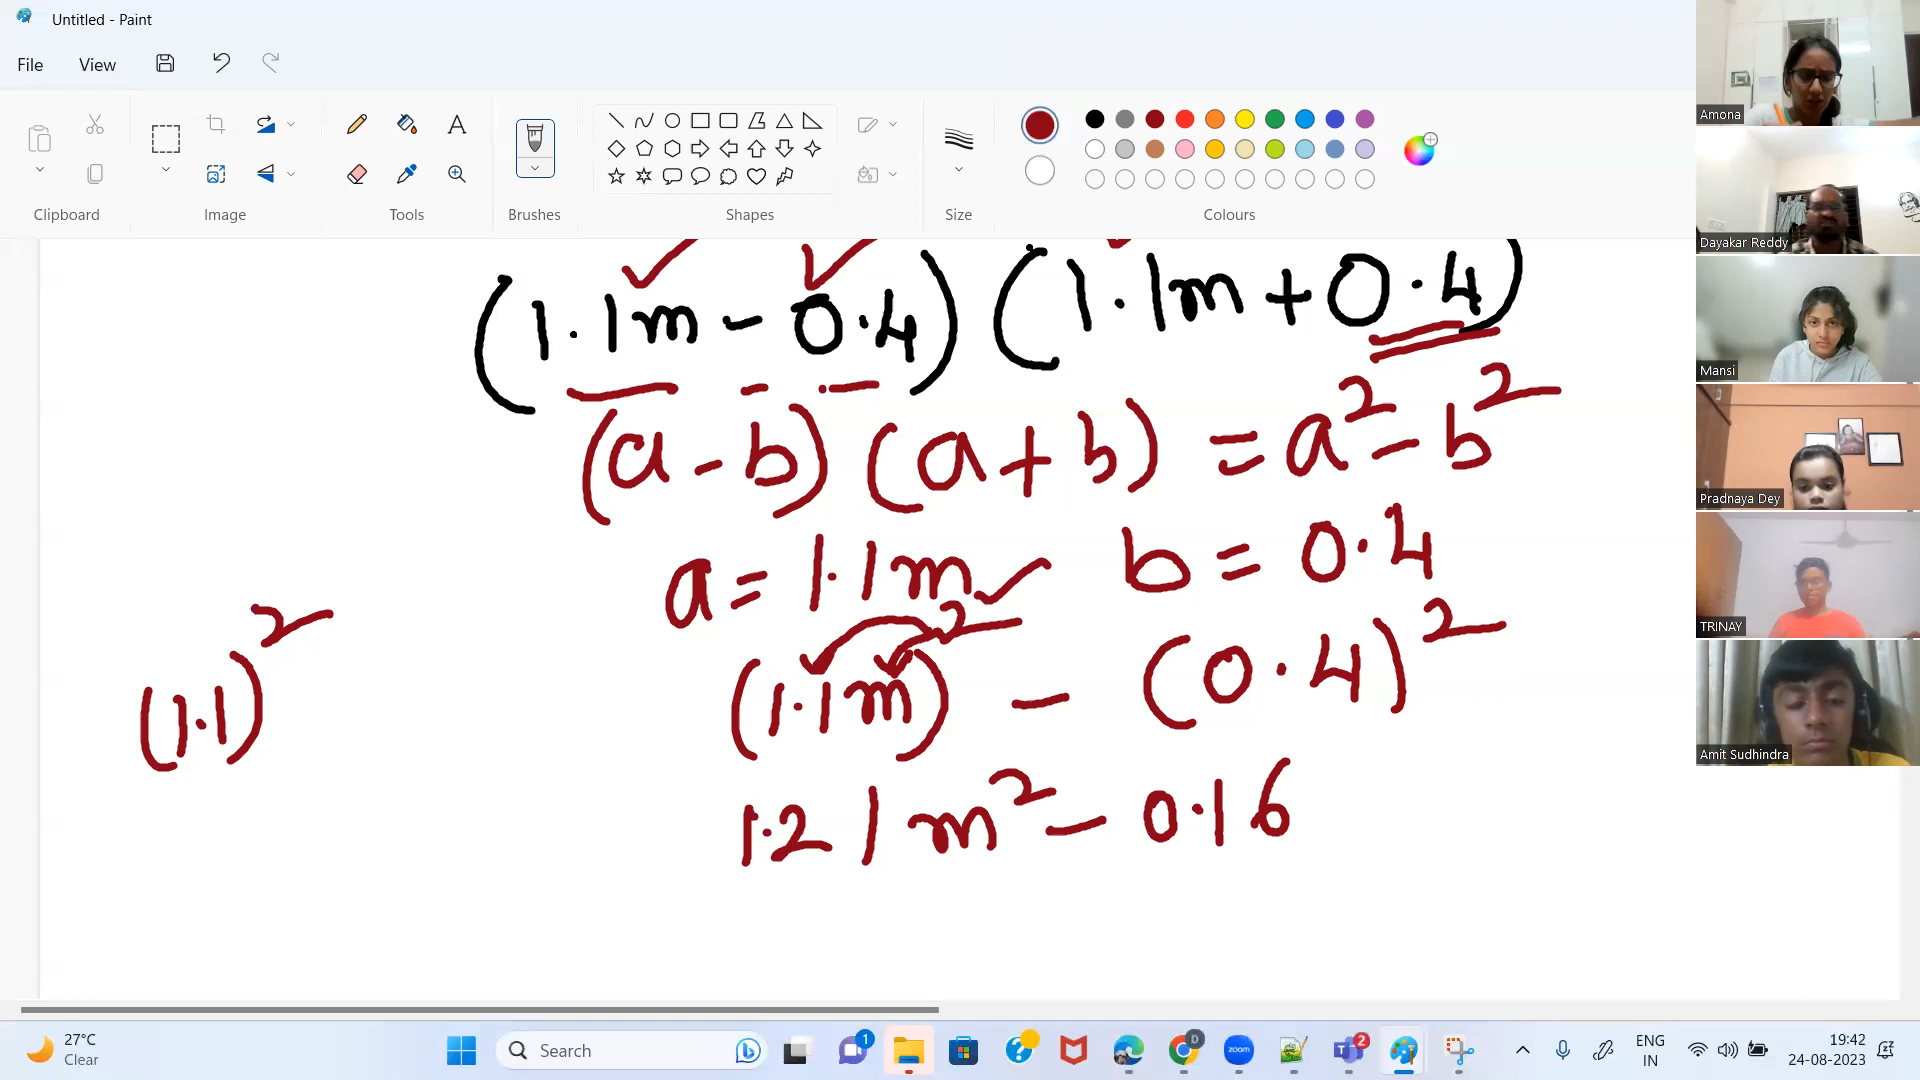 Untitled - Paint
File View
Clipboard Image Tools Brushes Shapes Size Colours
(1.1m - 0.4) (1.1m + 0.4)
(a - b) (a + b) = a² - b²
a = 1.1m b = 0.4
(1.1)²
(1.1m)² - (0.4)²
1.21m² - 0.16
Amona
Dayakar Reddy
Mansi
Pradnaya Dey
TRINAY
Amit Sudhindra
27°C
Clear
Search
1
D
zoom
2
ENG
IN
19:42
24-08-2023